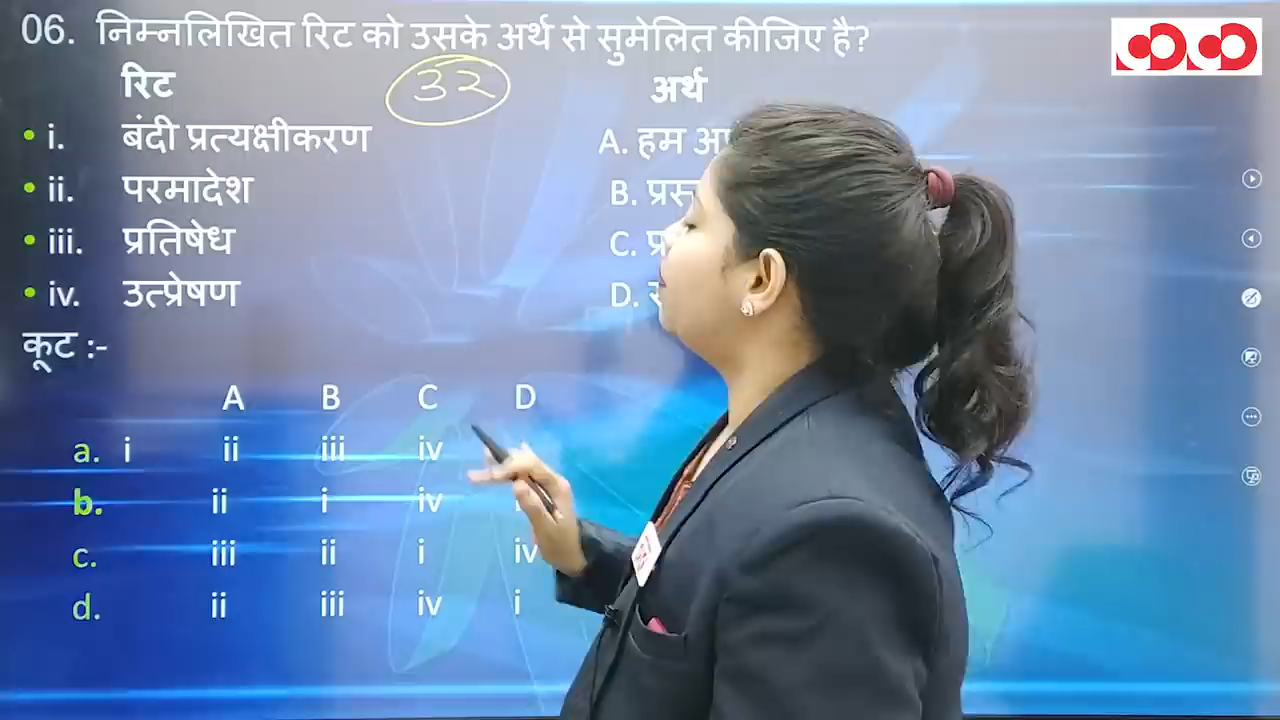 06. निम्नलिखित रिट को उसके अर्थ से सुमेलित कीजिए है?
रिट अर्थ
32
• i. बंदी प्रत्यक्षीकरण A. हम
• ii. परमादेश B.
• iii. प्रतिषेध C.
• iv. उत्प्रेषण D.
कूट :-
A B C D
a. i ii iii iv
b. ii i iv
c. iii ii i iv
d. ii iii iv i